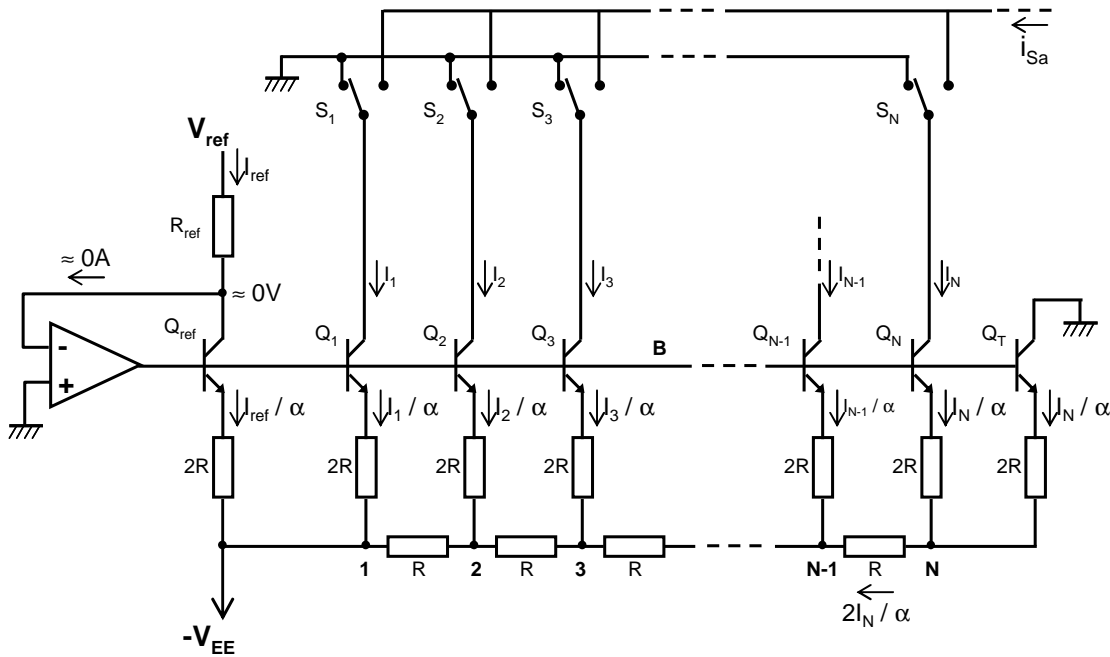 i_Sa
S_1 S_2 S_3 S_N
V_ref
I_ref
R_ref
≈ 0A
≈ 0V
I_1 I_2 I_3 I_N-1 I_N
Q_ref Q_1 Q_2 Q_3 B Q_N-1 Q_N Q_T
-
+
I_ref / α I_1 / α I_2 / α I_3 / α I_N-1 / α I_N / α I_N / α
2R 2R 2R 2R 2R 2R 2R
1 R 2 R 3 R N-1 R N
2I_N / α
-V_EE